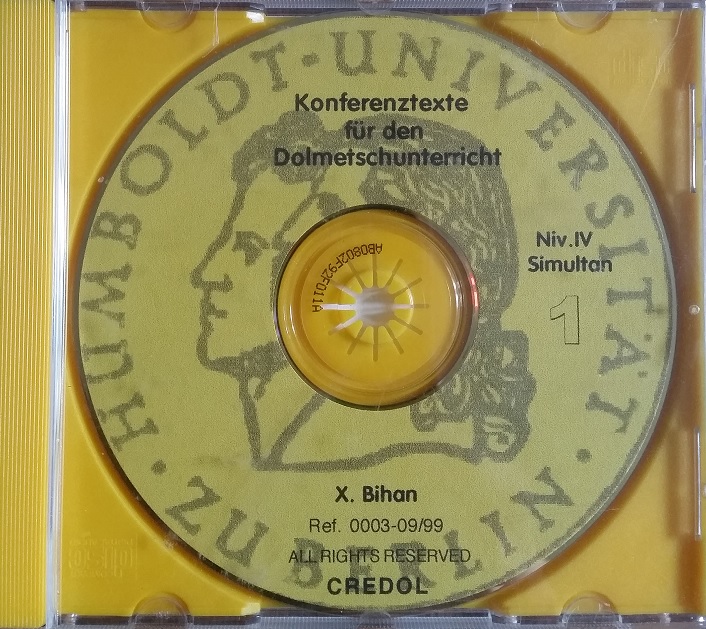 HUMBOLDT-UNIVERSITÄT
ZU BERLIN
Konferenztexte
für den
Dolmetschunterricht
Niv.IV
Simultan
1
AB0802F92F011A
X. Bihan
Ref. 0003-09/99
ALL RIGHTS RESERVED
CREDOL